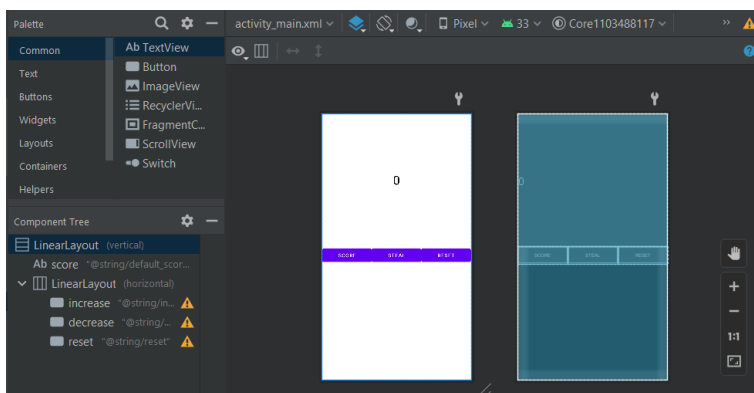 Palette
Common
Text
Buttons
Widgets
Layouts
Containers
Helpers
Ab TextView
Button
ImageView
RecyclerVi...
FragmentC...
ScrollView
Switch
Component Tree
LinearLayout (vertical)
Ab score "@string/default_scor...
LinearLayout (horizontal)
increase "@string/in...
decrease "@string/...
reset "@string/reset"
activity_main.xml
Pixel
33
Core1103488117
0
SCORE STEAL RESET
0
SCORE STEAL RESET
1:1